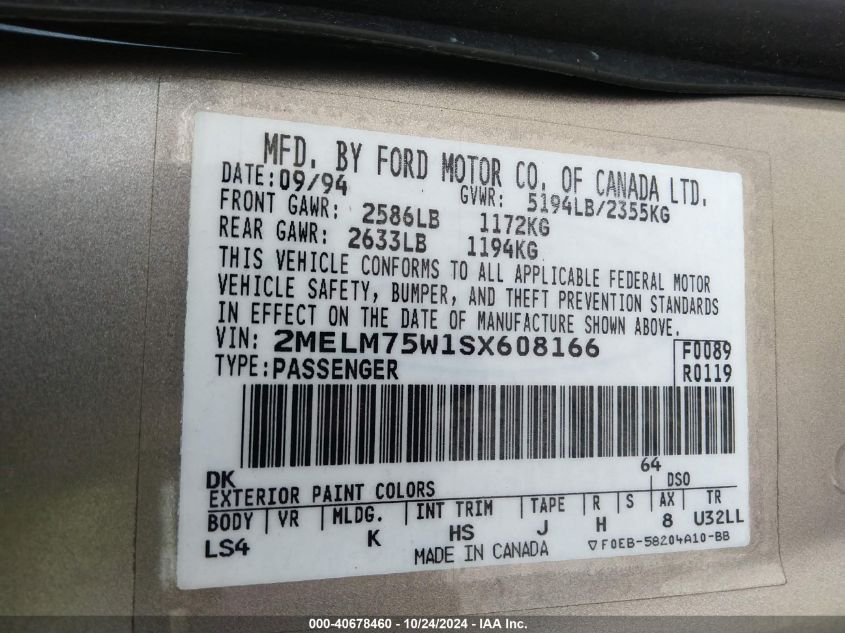 MFD. BY FORD MOTOR CO. OF CANADA LTD.
DATE: 09/94 GVWR: 5194LB/2355KG
FRONT GAWR: 2586LB 1172KG
REAR GAWR: 2633LB 1194KG
THIS VEHICLE CONFORMS TO ALL APPLICABLE FEDERAL MOTOR
VEHICLE SAFETY, BUMPER, AND THEFT PREVENTION STANDARDS
IN EFFECT ON THE DATE OF MANUFACTURE SHOWN ABOVE.
VIN: 2MELM75W1SX608166 F0089
TYPE: PASSENGER R0119
64
DK DSO
EXTERIOR PAINT COLORS
BODY VR MLDG. INT TRIM TAPE R S AX TR
LS4 K HS J H 8 U32LL
MADE IN CANADA ▽F0EB-58204A10-BB
000-40678460 - 10/24/2024 - IAA Inc.